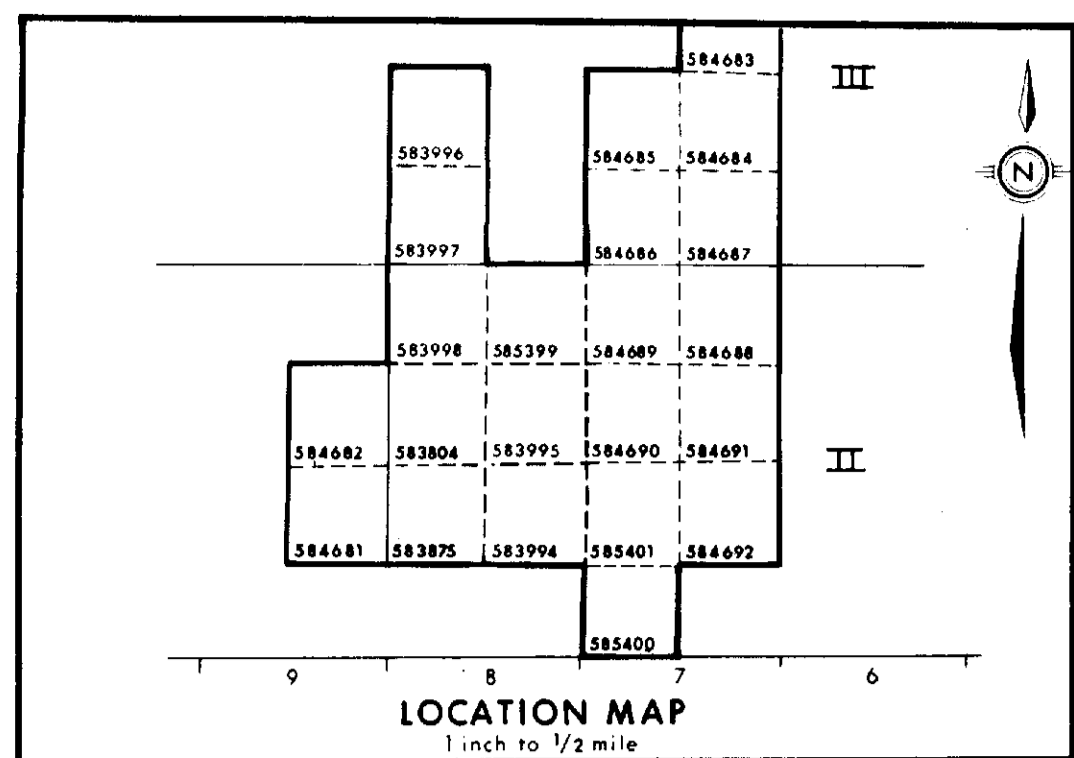 584683
III
583996 584685 584684
N
583997 584686 584687
583998 585399 584689 584688
584682 583804 583995 584690 584691
II
584681 583875 583994 585401 584692
585400
9 8 7 6
LOCATION MAP
1 inch to 1/2 mile